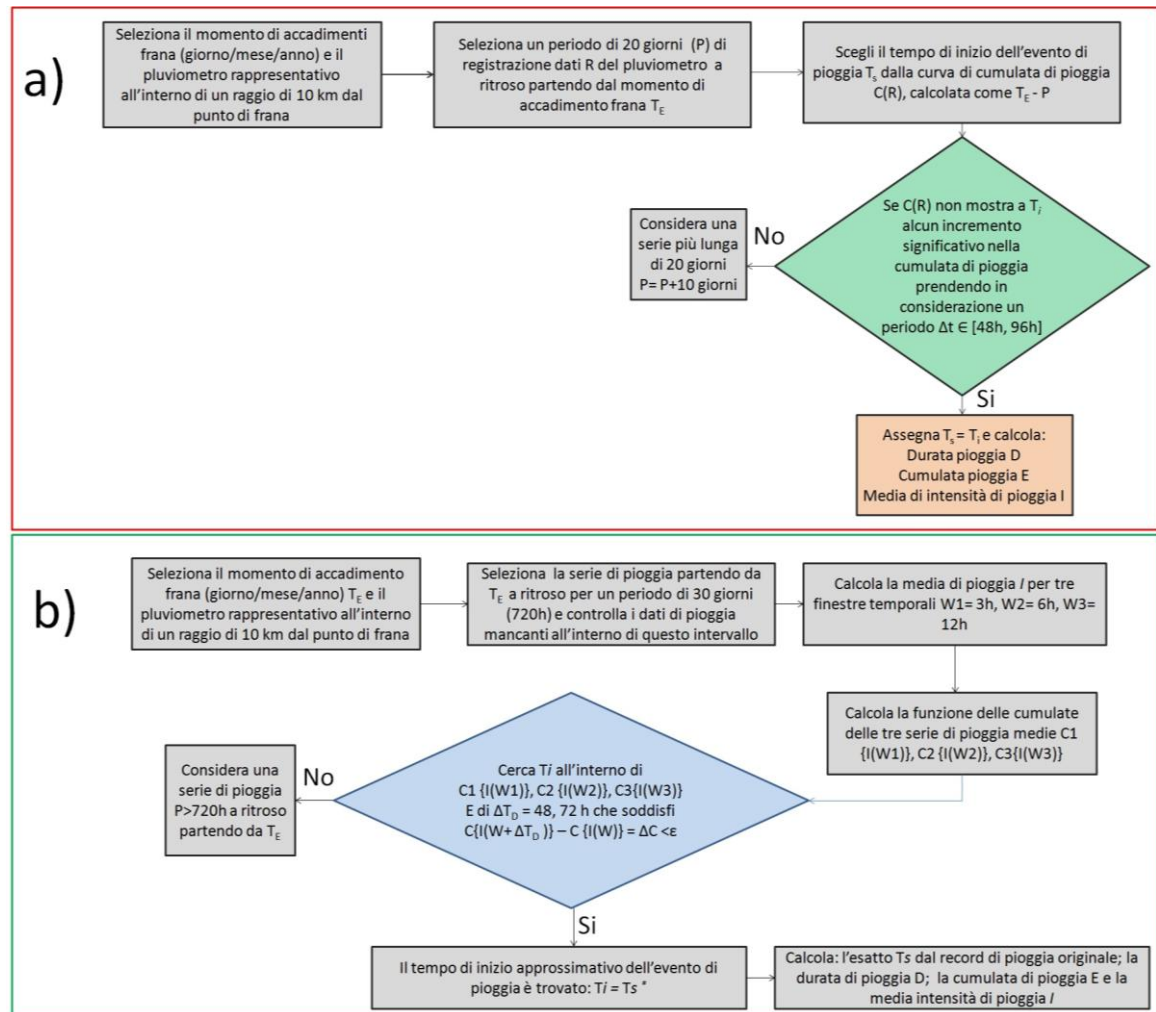 a)
Seleziona il momento di accadimenti
frana (giorno/mese/anno) e il
pluviometro rappresentativo
all'interno di un raggio di 10 km dal
punto di frana
Seleziona un periodo di 20 giorni (P) di
registrazione dati R del pluviometro a
ritroso partendo dal momento di
accadimento frana T_E
Scegli il tempo di inizio dell'evento di
pioggia T_s dalla curva di cumulata di pioggia
C(R), calcolata come T_E - P
Se C(R) non mostra a T_i
alcun incremento
significativo nella
cumulata di pioggia
prendendo in
considerazione un
periodo Δt ∈ [48h, 96h]
No
Considera una
serie più lunga
di 20 giorni
P= P+10 giorni
Si
Assegna T_s = T_i e calcola:
Durata pioggia D
Cumulata pioggia E
Media di intensità di pioggia I
b)
Seleziona il momento di accadimento
frana (giorno/mese/anno) T_E e il
pluviometro rappresentativo all'interno
di un raggio di 10 km dal punto di frana
Seleziona la serie di pioggia partendo da
T_E a ritroso per un periodo di 30 giorni
(720h) e controlla i dati di pioggia
mancanti all'interno di questo intervallo
Calcola la media di pioggia I per tre
finestre temporali W1= 3h, W2= 6h, W3=
12h
Calcola la funzione delle cumulate
delle tre serie di pioggia medie C1
{I(W1)}, C2 {I(W2)}, C3{I(W3)}
Cerca Ti all'interno di
C1 {I(W1)}, C2 {I(W2)}, C3{I(W3)}
E di ΔT_D = 48, 72 h che soddisfi
C{I(W+ ΔT_D )} – C {I(W)} = ΔC <ε
No
Considera una
serie di pioggia
P>720h a ritroso
partendo da T_E
Si
Il tempo di inizio approssimativo dell'evento di
pioggia è trovato: Ti = Ts *
Calcola: l'esatto Ts dal record di pioggia originale; la
durata di pioggia D; la cumulata di pioggia E e la
media intensità di pioggia I